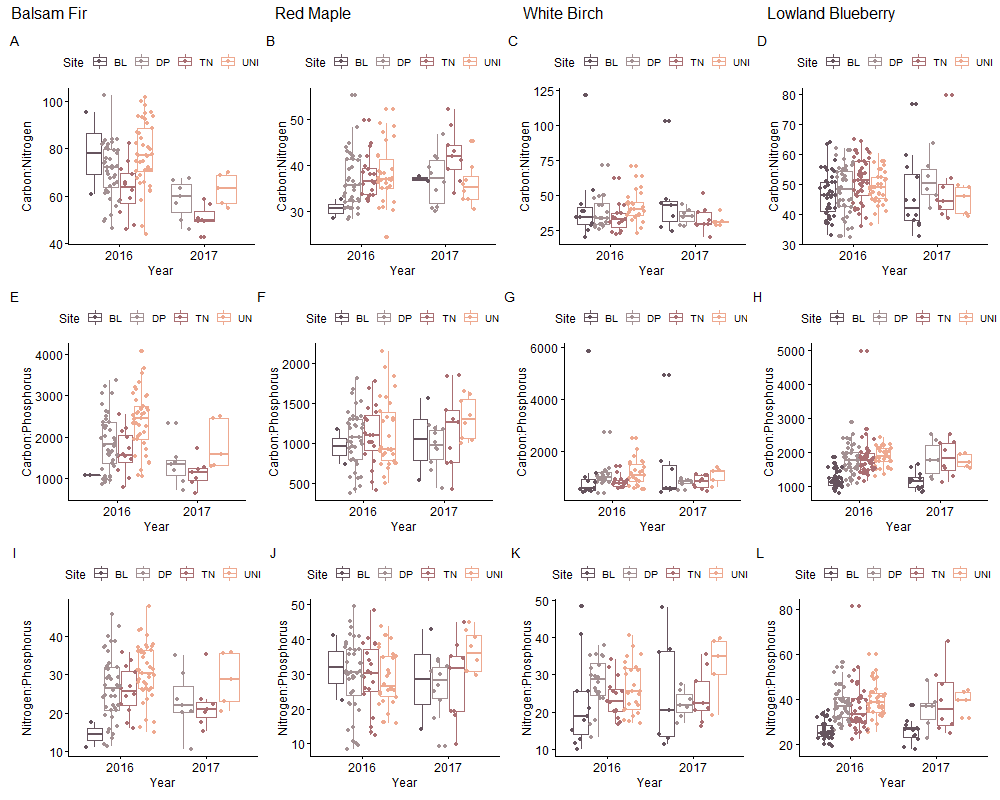 Balsam Fir Red Maple White Birch Lowland Blueberry
A B C D
Site BL DP TN UNI Site BL DP TN UNI Site BL DP TN UNI Site BL DP TN UNI
Carbon:Nitrogen Carbon:Nitrogen Carbon:Nitrogen Carbon:Nitrogen
100 80 60 40
50 40 30
125 100 75 50 25
80 70 60 50 40 30
2016 2017 2016 2017 2016 2017 2016 2017
Year Year Year Year
E F G H
Site BL DP TN UNI Site BL DP TN UN Site BL DP TN UN Site BL DP TN UNI
Carbon:Phosphorus Carbon:Phosphorus Carbon:Phosphorus Carbon:Phosphorus
4000 3000 2000 1000
2000 1500 1000 500
6000 4000 2000
5000 4000 3000 2000 1000
2016 2017 2016 2017 2016 2017 2016 2017
Year Year Year Year
I J K L
Site BL DP TN UNI Site BL DP TN UNI Site BL DP TN UNI Site BL DP TN UNI
Nitrogen:Phosphorus Nitrogen:Phosphorus Nitrogen:Phosphorus Nitrogen:Phosphorus
40 30 20 10
50 40 30 20 10
50 40 30 20 10
80 60 40 20
2016 2017 2016 2017 2016 2017 2016 2017
Year Year Year Year